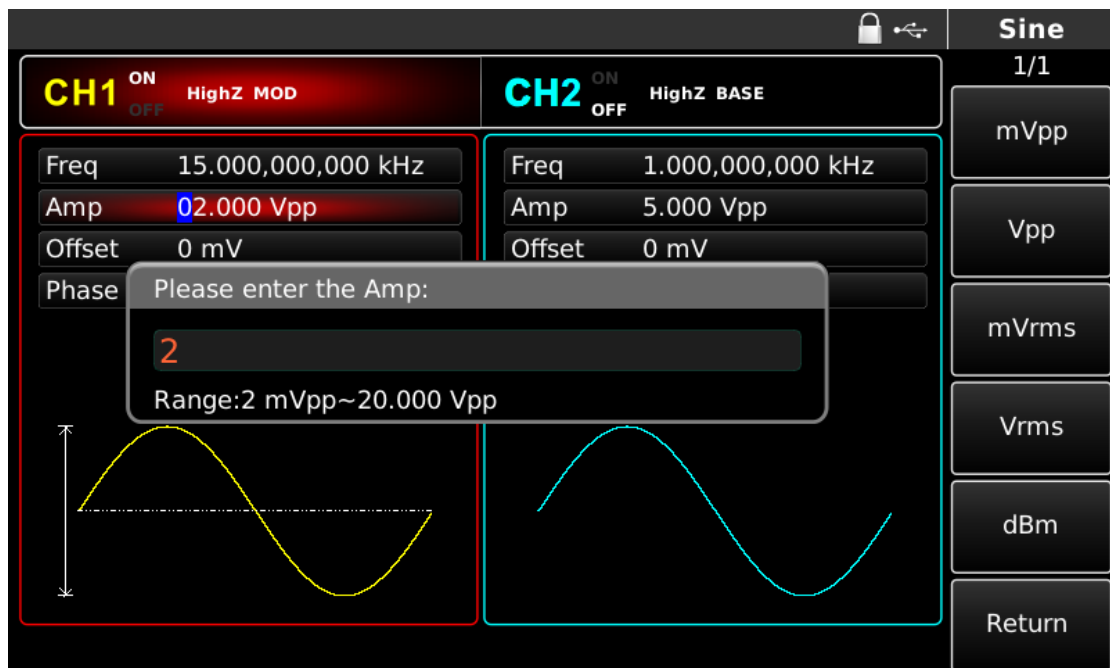 Sine
1/1
CH1 ON OFF HighZ MOD
CH2 ON OFF HighZ BASE
Freq 15.000,000,000 kHz
Amp 02.000 Vpp
Offset 0 mV
Phase
Freq 1.000,000,000 kHz
Amp 5.000 Vpp
Offset 0 mV
Please enter the Amp:
2
Range:2 mVpp~20.000 Vpp
mVpp
Vpp
mVrms
Vrms
dBm
Return